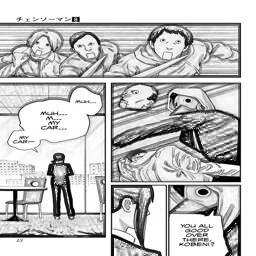 チェンソーマン 8
MUH...
MUH...
M...
MY
CAR...
MY
CAR—
YOU ALL
GOOD
OVER
THERE,
KOBENI?
13